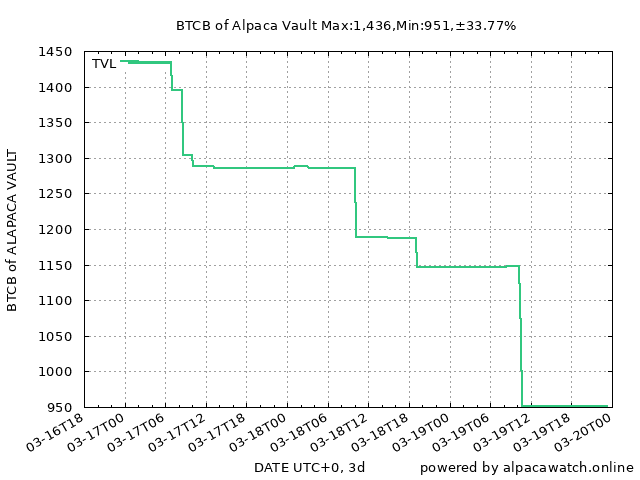 BTCB of Alpaca Vault Max:1,436,Min:951,±33.77%
BTCB of ALAPACA VAULT
TVL
1450
1400
1350
1300
1250
1200
1150
1100
1050
1000
950
03-16T18
03-17T00
03-17T06
03-17T12
03-17T18
03-18T00
03-18T06
03-18T12
03-18T18
03-19T00
03-19T06
03-19T12
03-19T18
03-20T00
DATE UTC+0, 3d
powered by alpacawatch.online